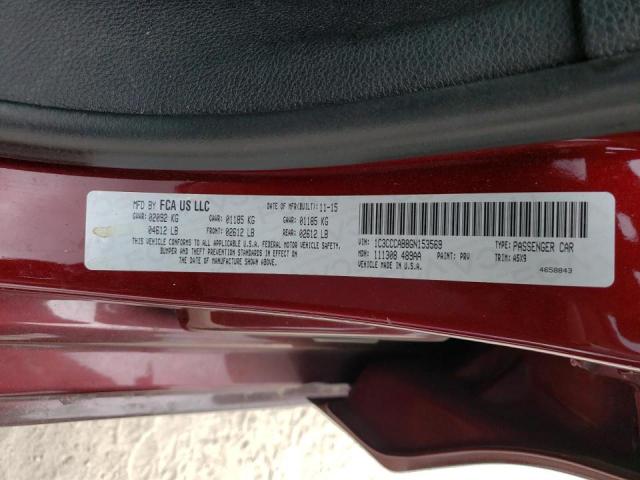 MFD BY FCA US LLC
DATE OF MFR(BUILT): 11-15
GVWR: 02092 KG GAWR: 01185 KG GAWR: 01185 KG
04612 LB FRONT: 02612 LB REAR: 02612 LB
THIS VEHICLE CONFORMS TO ALL APPLICABLE U.S.A. FEDERAL MOTOR VEHICLE SAFETY,
BUMPER AND THEFT PREVENTION STANDARDS IN EFFECT ON
THE DATE OF MANUFACTURE SHOWN ABOVE.
VIN: 1C3CCCAB8GN153569 TYPE: PASSENGER CAR
MDH: 111308 489AA PAINT: PRV TRIM: A5X9
VEHICLE MADE IN U.S.A.
4658843